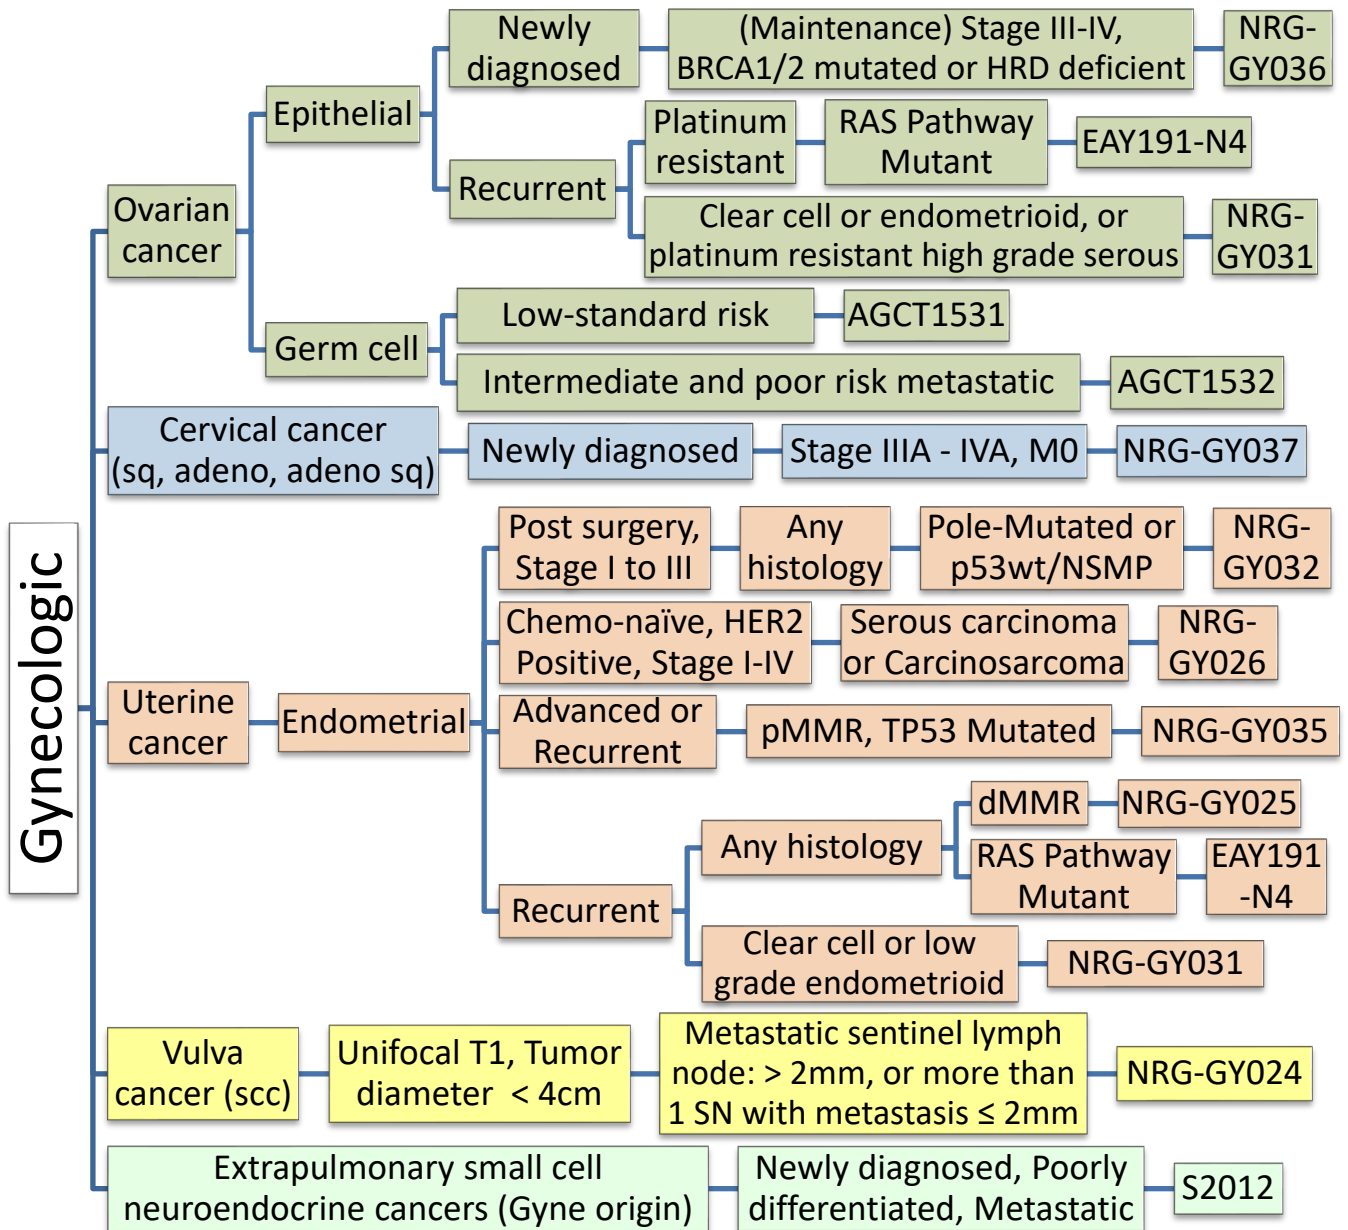 Gynecologic
Ovarian
cancer
Epithelial
Newly
diagnosed
(Maintenance) Stage III-IV,
BRCA1/2 mutated or HRD deficient
NRG-
GY036
Recurrent
Platinum
resistant
RAS Pathway
Mutant
EAY191-N4
Clear cell or endometrioid, or
platinum resistant high grade serous
NRG-
GY031
Germ cell
Low-standard risk
AGCT1531
Intermediate and poor risk metastatic
AGCT1532
Cervical cancer
(sq, adeno, adeno sq)
Newly diagnosed
Stage IIIA - IVA, M0
NRG-GY037
Uterine
cancer
Endometrial
Post surgery,
Stage I to III
Any
histology
Pole-Mutated or
p53wt/NSMP
NRG-
GY032
Chemo-naïve, HER2
Positive, Stage I-IV
Serous carcinoma
or Carcinosarcoma
NRG-
GY026
Advanced or
Recurrent
pMMR, TP53 Mutated
NRG-GY035
Recurrent
Any histology
dMMR
NRG-GY025
RAS Pathway
Mutant
EAY191
-N4
Clear cell or low
grade endometrioid
NRG-GY031
Vulva
cancer (scc)
Unifocal T1, Tumor
diameter < 4cm
Metastatic sentinel lymph
node: > 2mm, or more than
1 SN with metastasis ≤ 2mm
NRG-GY024
Extrapulmonary small cell
neuroendocrine cancers (Gyne origin)
Newly diagnosed, Poorly
differentiated, Metastatic
S2012